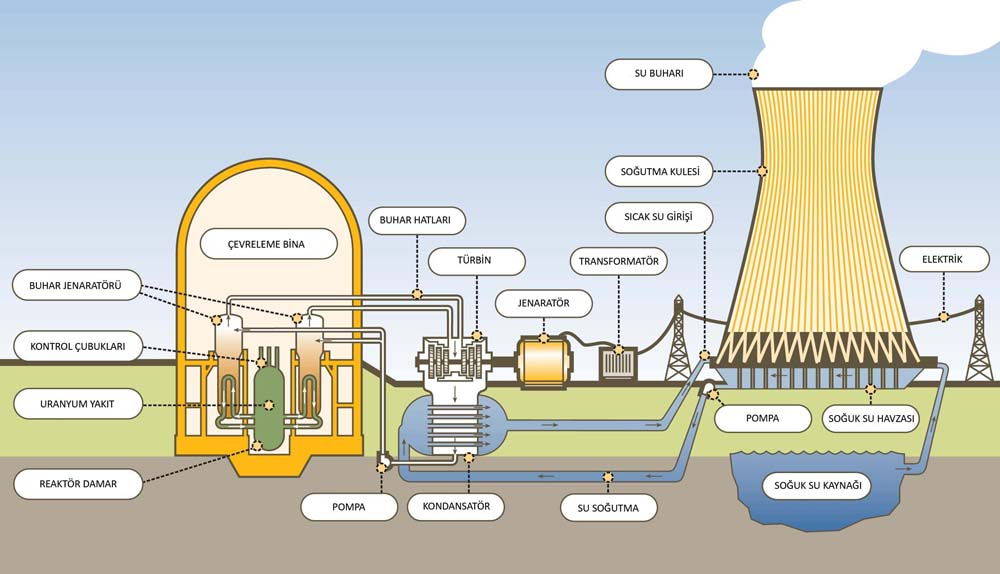 SU BUHARI
SOĞUTMA KULESİ
BUHAR HATLARI
SICAK SU GİRİŞİ
ÇEVRELEME BİNA
TÜRBİN
TRANSFORMATÖR
ELEKTRİK
BUHAR JENARATÖRÜ
JENARATÖR
KONTROL ÇUBUKLARI
URANYUM YAKIT
POMPA
SOĞUK SU HAVZASI
REAKTÖR DAMAR
SOĞUK SU KAYNAĞI
POMPA
KONDANSATÖR
SU SOĞUTMA